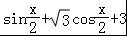 sin x/2 + √3 cos x/2 + 3